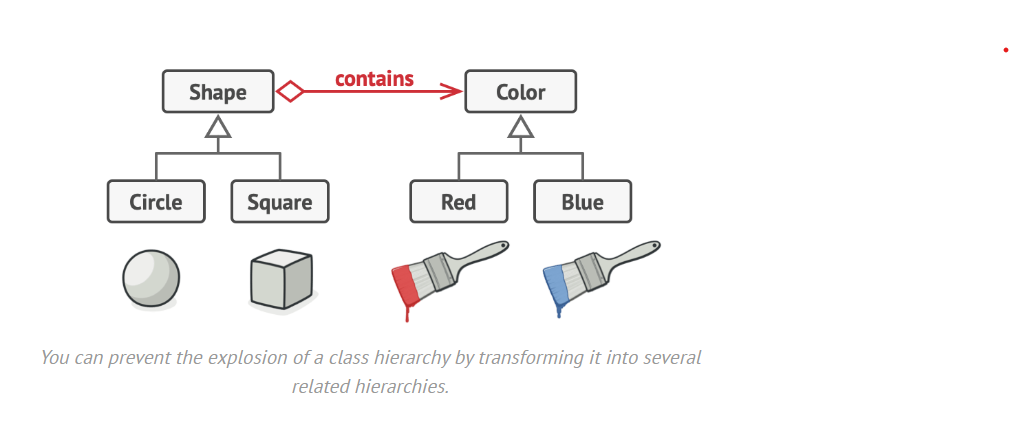 contains
Shape
Color
Circle
Square
Red
Blue
You can prevent the explosion of a class hierarchy by transforming it into several
related hierarchies.